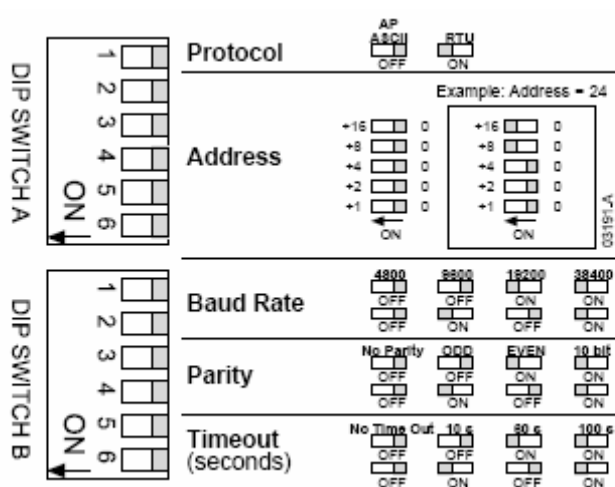 DIP SWITCH A
ON
1
2
3
4
5
6
Protocol
AP
ASCII
RTU
OFF
ON
Address
+16 0
+8 0
+4 0
+2 0
+1 0
ON
Example: Address = 24
+16 0
+8 0
+4 0
+2 0
+1 0
ON
03191_A
DIP SWITCH B
ON
1
2
3
4
5
6
Baud Rate
4800 9600 19200 38400
OFF OFF ON ON
OFF ON OFF ON
Parity
No Parity ODD EVEN 10 bit
OFF OFF ON ON
OFF ON OFF ON
Timeout
(seconds)
No Time Out 10 s 60 s 100 s
OFF OFF ON ON
OFF ON OFF ON